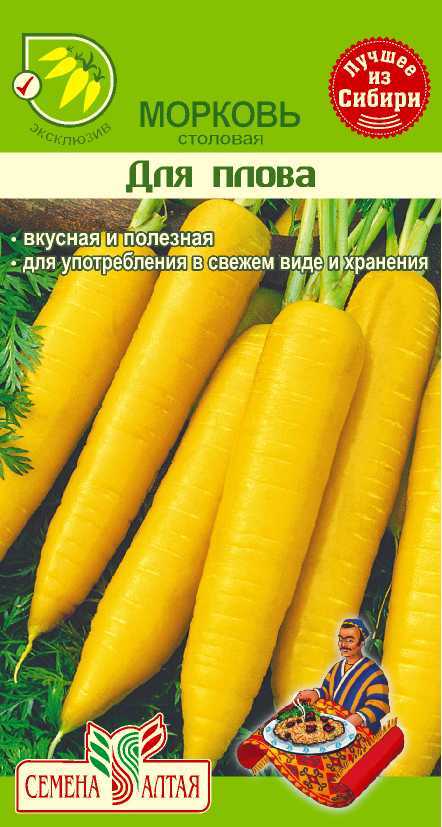 ЭКСКЛЮЗИВ
МОРКОВЬ
столовая
Лучшее
из
Сибири
Для плова
• вкусная и полезная
• для употребления в свежем виде и хранения
СЕМЕНА АЛТАЯ